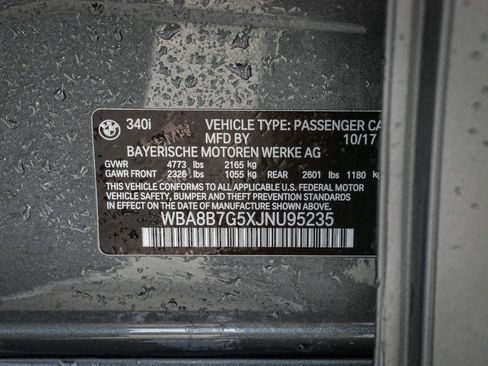 340i VEHICLE TYPE: PASSENGER CA
MFD BY 10/17
BAYERISCHE MOTOREN WERKE AG
GVWR 4773 lbs 2165 kg
GAWR FRONT 2326 lbs 1055 kg REAR 2601 lbs 1180 kg
THIS VEHICLE CONFORMS TO ALL APPLICABLE U.S. FEDERAL MOTOR
VEHICLE SAFETY, BUMPER AND THEFT PREVENTION STANDARDS
IN EFFECT ON THE DATE OF MANUFACTURE SHOWN ABOVE.
WBA8B7G5XJNU95235